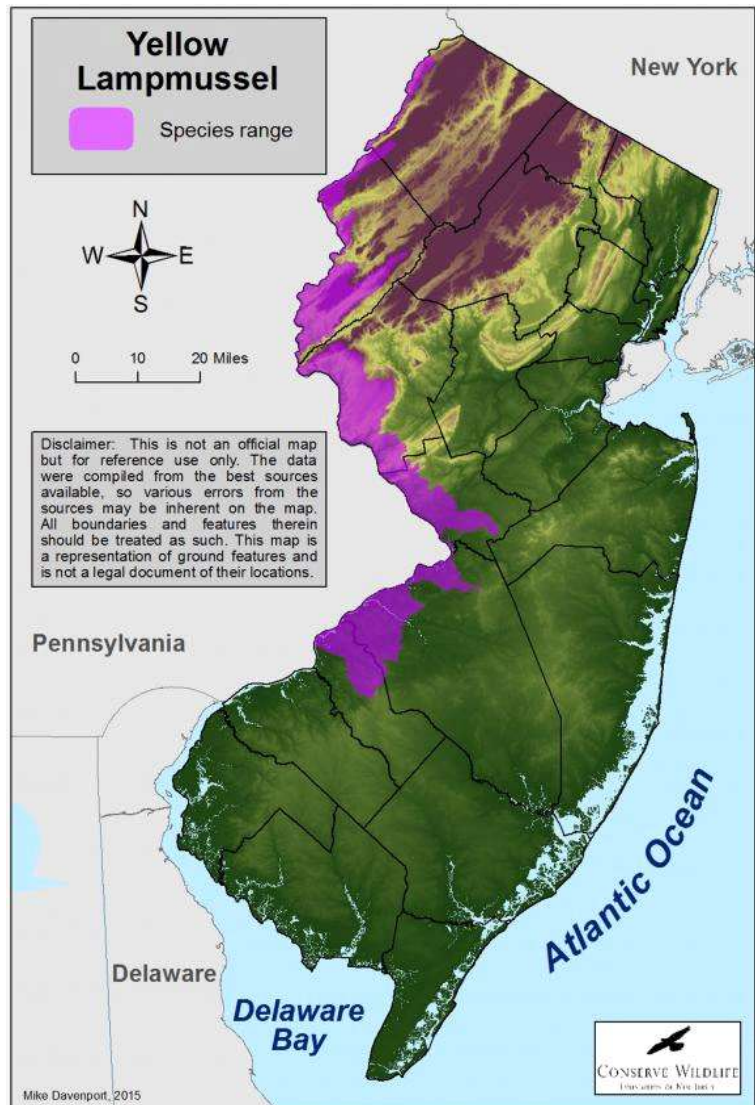 Yellow
Lampmussel
Species range
New York
N
W E
S
0 10 20 Miles
Disclaimer: This is not an official map
but for reference use only. The data
were compiled from the best sources
available, so various errors from the
sources may be inherent on the map.
All boundaries and features therein
should be treated as such. This map is
a representation of ground features and
is not a legal document of their locations.
Pennsylvania
Atlantic Ocean
Delaware
Delaware
Bay
CONSERVE WILDLIFE
Mike Davenport, 2015